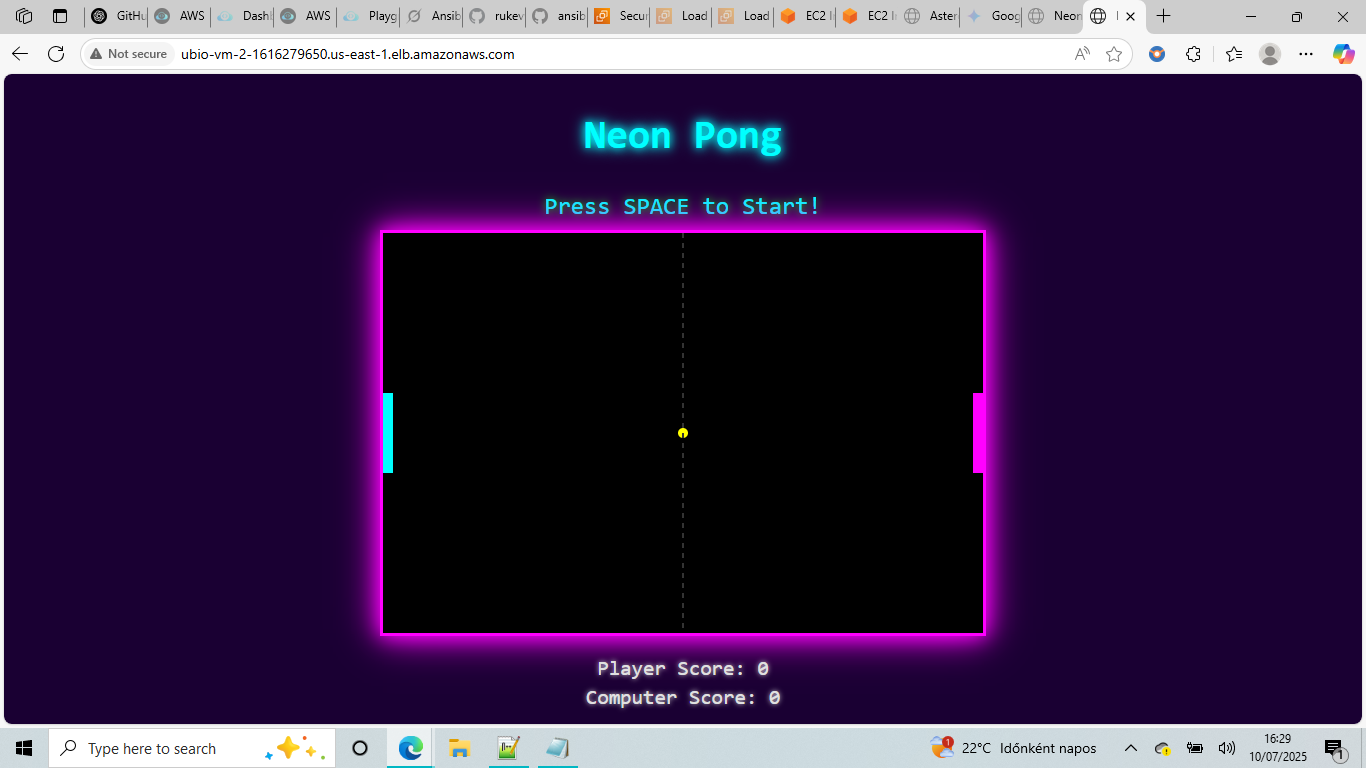 GitHu
AWS
Dash
AWS
Playg
Ansib
rukev
ansib
Secur
Load
Load
EC2 I
EC2 I
Aster
Goog
Neon
Not secure
ubio-vm-2-1616279650.us-east-1.elb.amazonaws.com
Neon Pong
Press SPACE to Start!
Player Score: 0
Computer Score: 0
Type here to search
1
22°C Időnként napos
16:29
10/07/2025
1